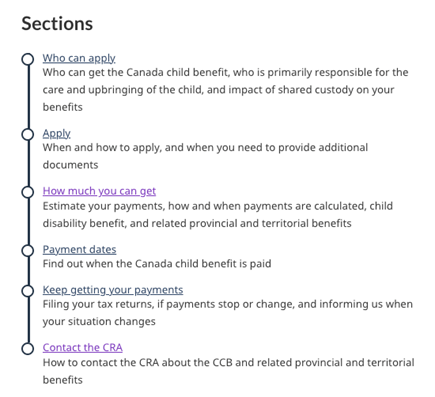 Sections
Who can apply
Who can get the Canada child benefit, who is primarily responsible for the
care and upbringing of the child, and impact of shared custody on your
benefits
Apply
When and how to apply, and when you need to provide additional
documents
How much you can get
Estimate your payments, how and when payments are calculated, child
disability benefit, and related provincial and territorial benefits
Payment dates
Find out when the Canada child benefit is paid
Keep getting your payments
Filing your tax returns, if payments stop or change, and informing us when
your situation changes
Contact the CRA
How to contact the CRA about the CCB and related provincial and territorial
benefits